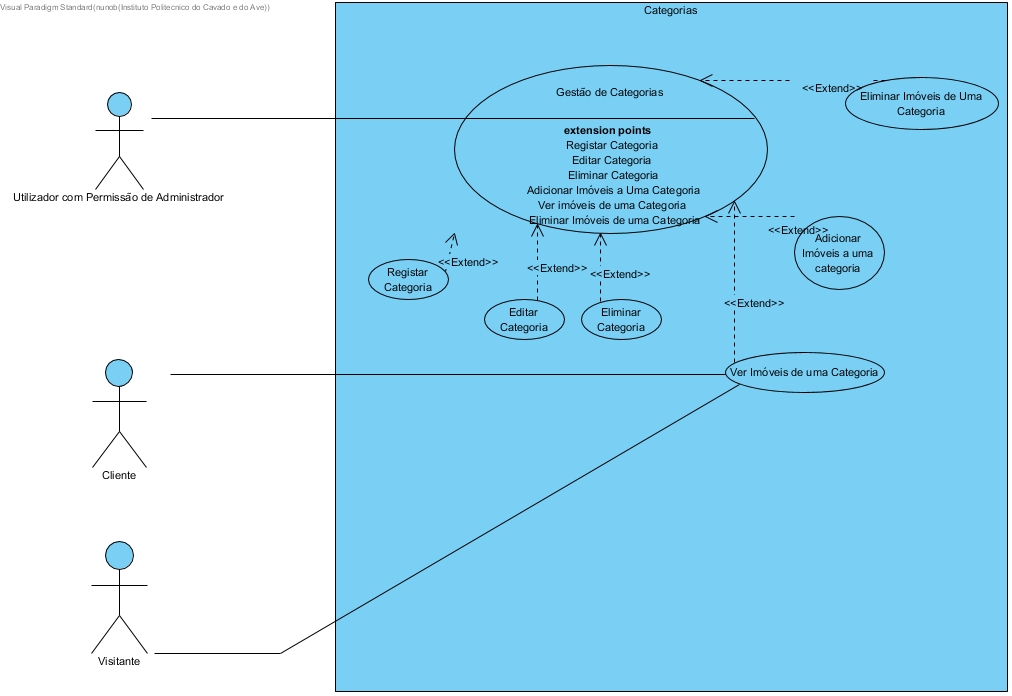 Visual Paradigm Standard(nunob(Instituto Politecnico do Cavado e do Ave))
Categorias
Gestão de Categorias
extension points
Registar Categoria
Editar Categoria
Eliminar Categoria
Adicionar Imóveis a Uma Categoria
Ver imóveis de uma Categoria
Eliminar Imóveis de uma Categoria
<<Extend>>
Eliminar Imóveis de Uma
Categoria
Utilizador com Permissão de Administrador
<<Extend>>
Adicionar
Imóveis a uma
categoria
<<Extend>>
Registar
Categoria
<<Extend>>
Editar
Categoria
<<Extend>>
Eliminar
Categoria
<<Extend>>
Ver Imóveis de uma Categoria
Cliente
Visitante